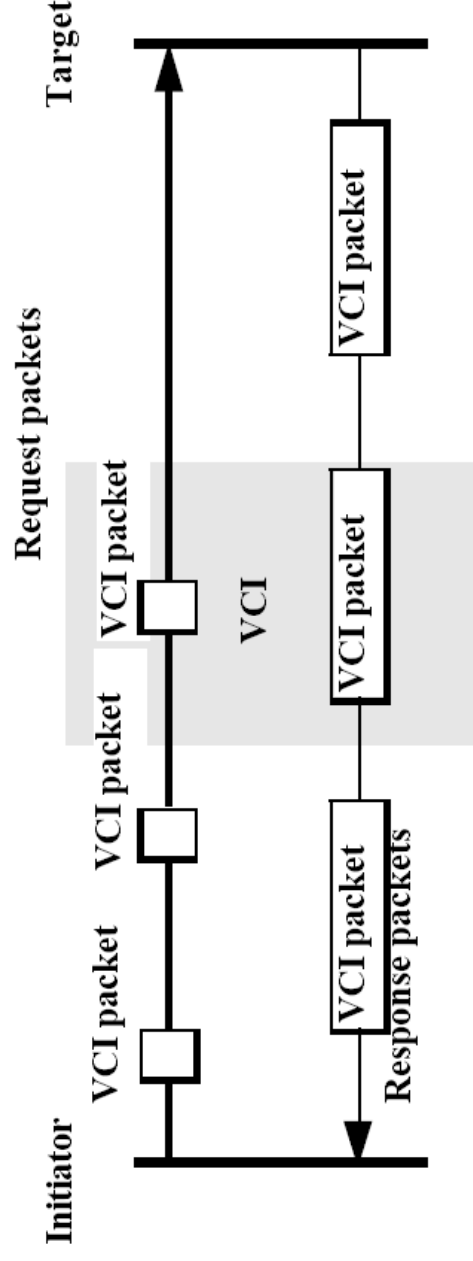 Request packets
Initiator
Target
VCI packet
VCI packet
VCI packet
VCI
VCI packet
VCI packet
VCI packet
Response packets